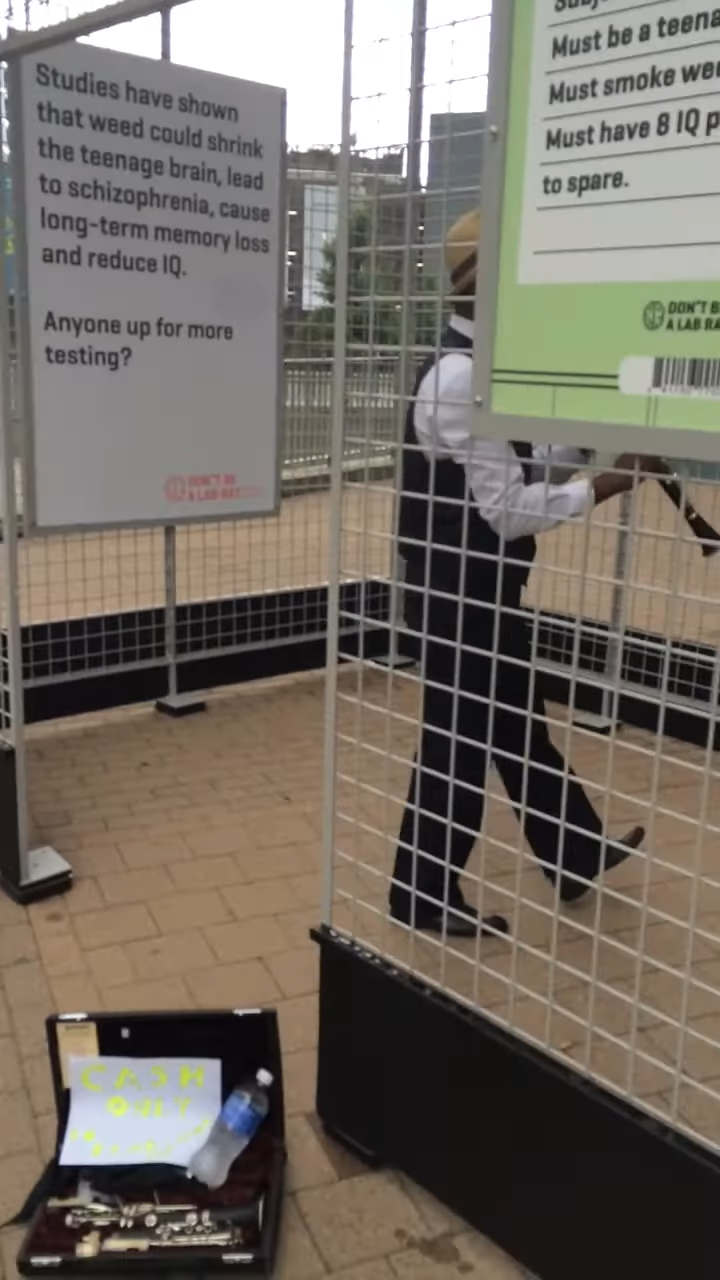 Studies have shown
that weed could shrink
the teenage brain, lead
to schizophrenia, cause
long-term memory loss
and reduce IQ.
Anyone up for more
testing?
DON'T BE
A LAB RAT
Must be a teena
Must smoke wee
Must have 8 IQ p
to spare.
DON'T B
A LAB RA
CASH
ONLY